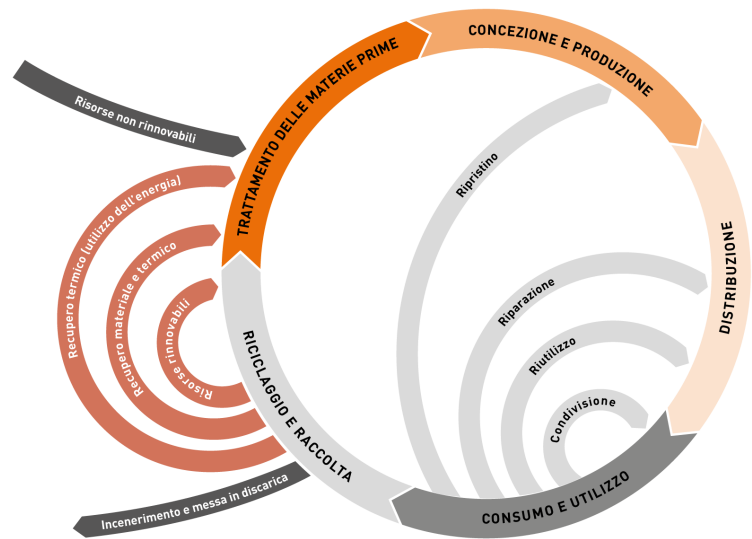 CONCEZIONE E PRODUZIONE
TRATTAMENTO DELLE MATERIE PRIME
Risorse non rinnovabili
Ripristino
Recupero termico (utilizzo dell'energia)
Recupero materiale e termico
Risorse rinnovabili
DISTRIBUZIONE
Riparazione
Riutilizzo
Condivisione
RICICLAGGIO E RACCOLTA
CONSUMO E UTILIZZO
Incenerimento e messa in discarica